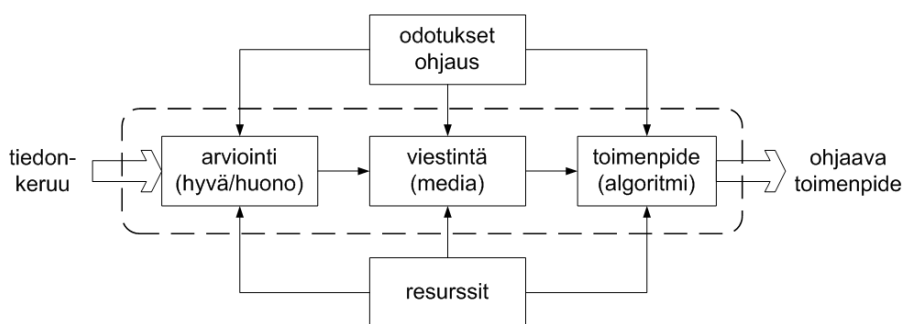 odotukset
ohjaus
tiedon-
keruu
arviointi
(hyvä/huono)
viestintä
(media)
toimenpide
(algoritmi)
ohjaava
toimenpide
resurssit